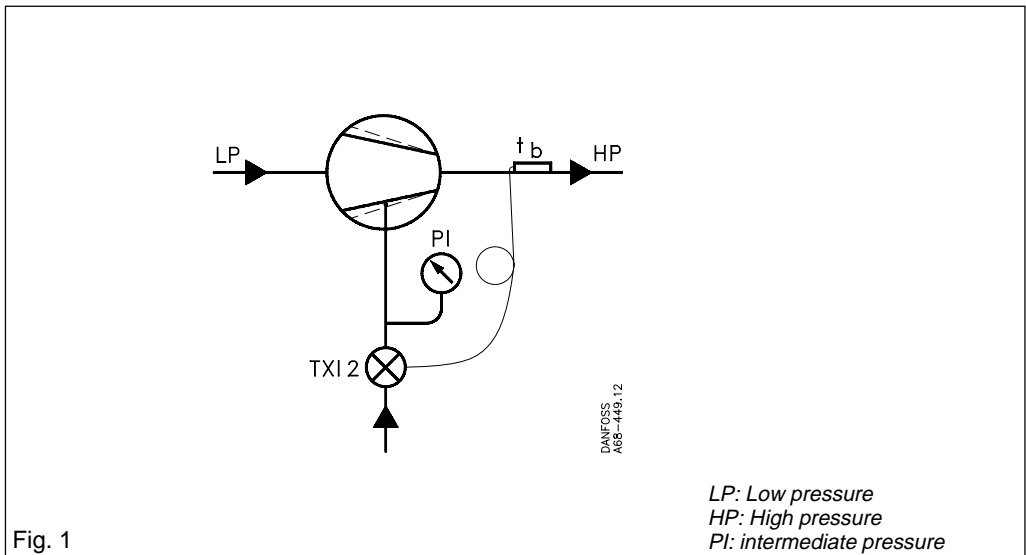 LP
t b
HP
PI
TXI 2
DANFOSS
A68-449.12
LP: Low pressure
HP: High pressure
PI: intermediate pressure
Fig. 1